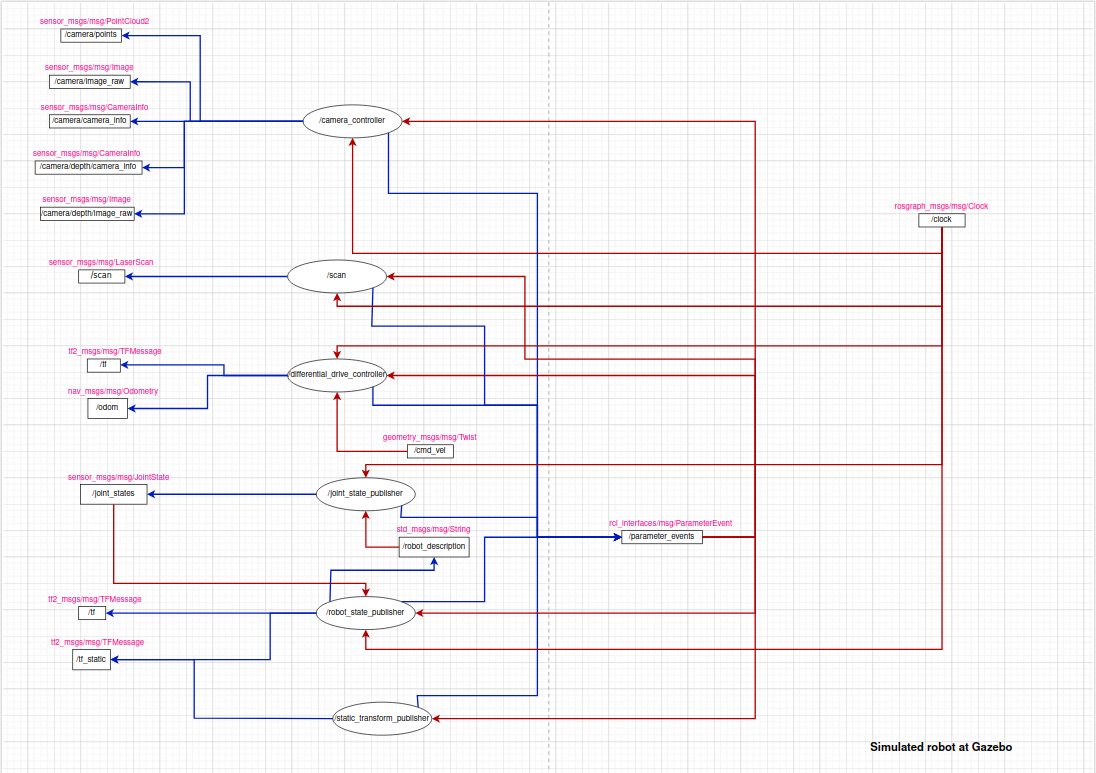 sensor_msgs/msg/PointCloud2
/camera/points
sensor_msgs/msg/Image
/camera/image_raw
sensor_msgs/msg/CameraInfo
/camera/camera_info
/camera_controller
sensor_msgs/msg/CameraInfo
/camera/depth/camera_info
sensor_msgs/msg/Image
/camera/depth/image_raw
rosgraph_msgs/msg/Clock
/clock
sensor_msgs/msg/LaserScan
/scan
/scan
tf2_msgs/msg/TFMessage
/tf
/differential_drive_controller
nav_msgs/msg/Odometry
/odom
geometry_msgs/msg/Twist
/cmd_vel
sensor_msgs/msg/JointState
/joint_states
/joint_state_publisher
std_msgs/msg/String
/robot_description
rcl_interfaces/msg/ParameterEvent
/parameter_events
tf2_msgs/msg/TFMessage
/tf
/robot_state_publisher
tf2_msgs/msg/TFMessage
/tf_static
/static_transform_publisher
Simulated robot at Gazebo